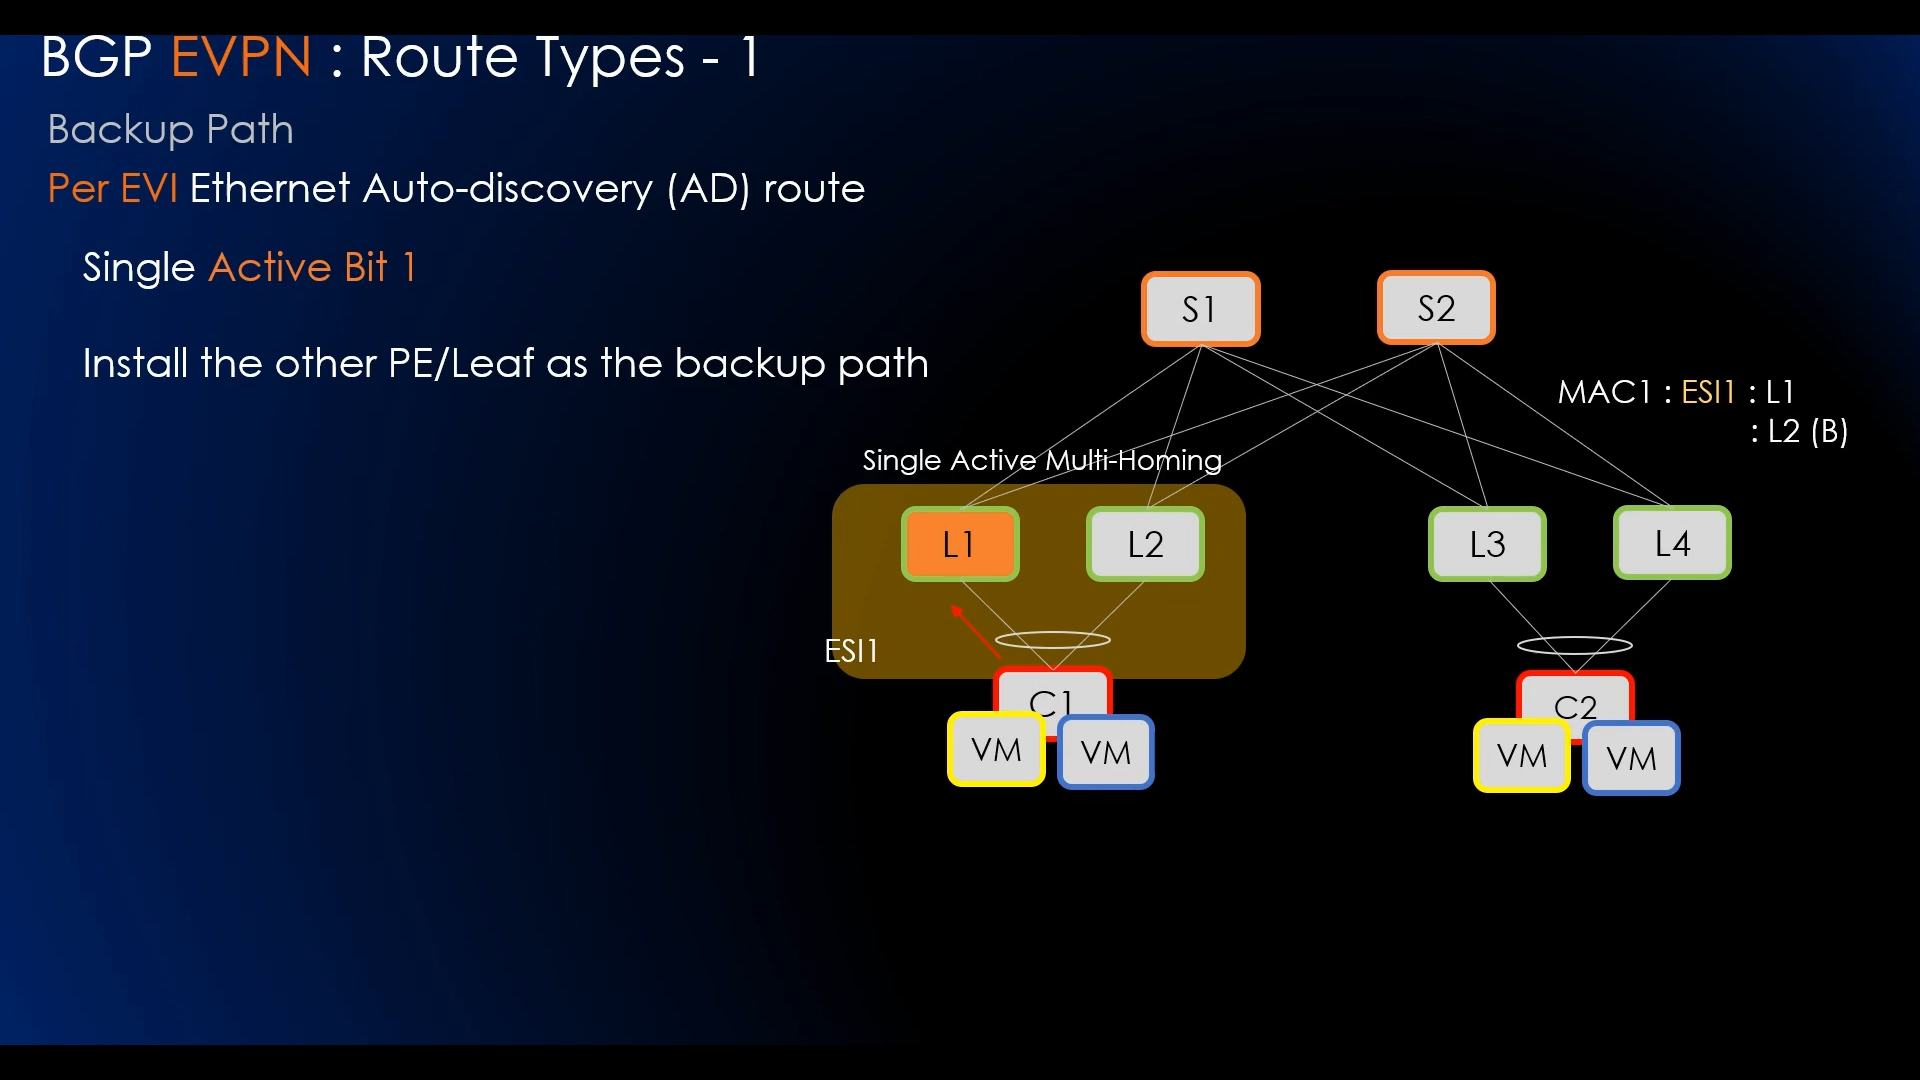 BGP EVPN : Route Types - 1
Backup Path
Per EVI Ethernet Auto-discovery (AD) route
Single Active Bit 1
Install the other PE/Leaf as the backup path
S1
S2
MAC1 : ESI1 : L1
: L2 (B)
Single Active Multi-Homing
L1
L2
L3
L4
ESI1
C1
C2
VM
VM
VM
VM